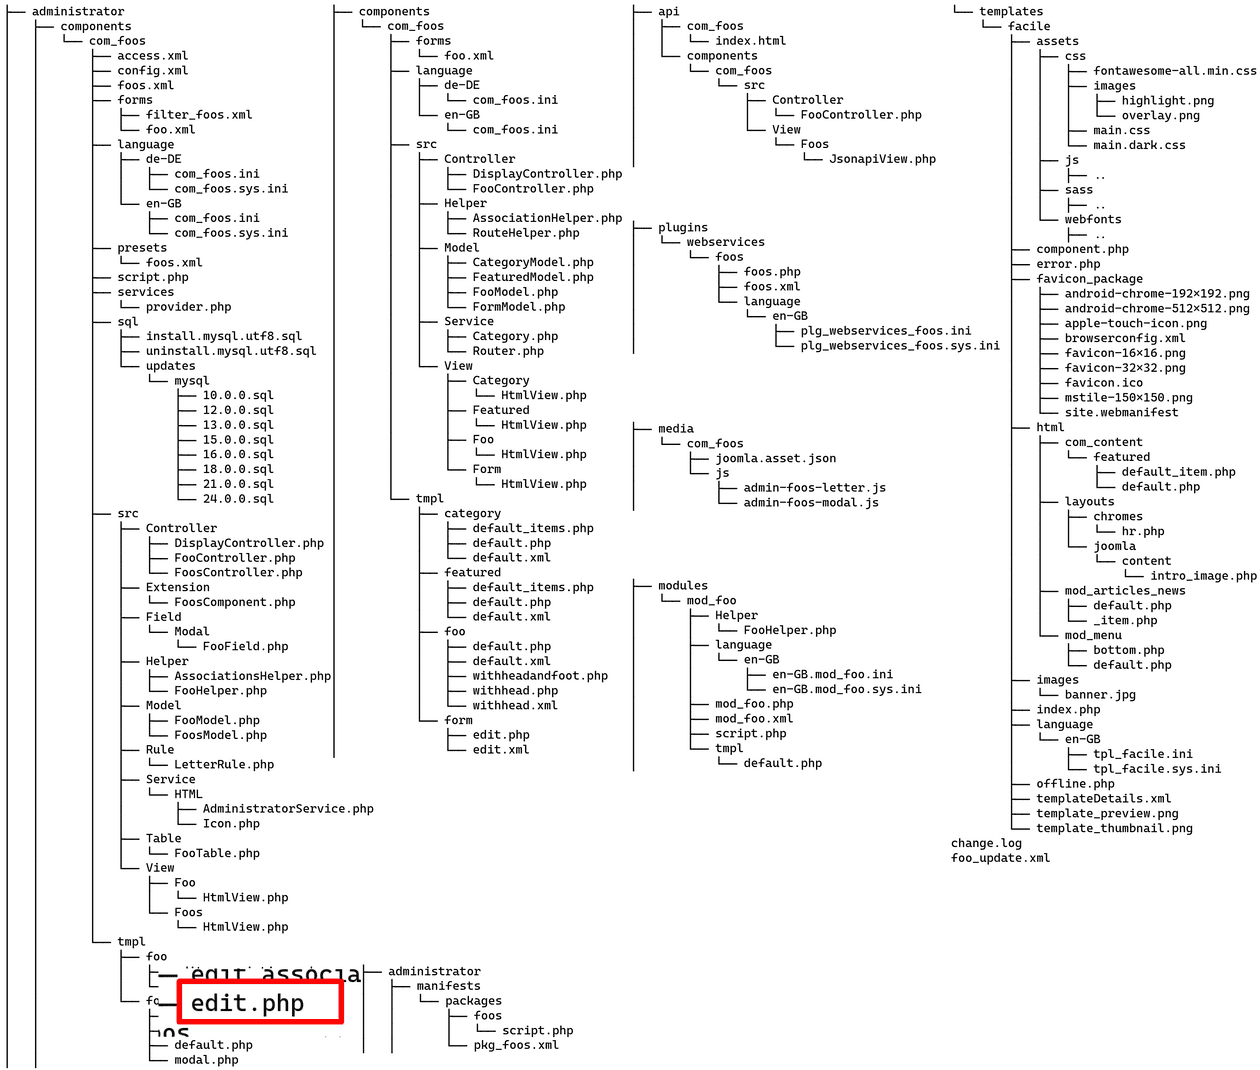 administrator
components
com_foos
access.xml
config.xml
foos.xml
forms
filter_foos.xml
foo.xml
language
de-DE
com_foos.ini
com_foos.sys.ini
en-GB
com_foos.ini
com_foos.sys.ini
presets
foos.xml
script.php
services
provider.php
sql
install.mysql.utf8.sql
uninstall.mysql.utf8.sql
updates
mysql
10.0.0.sql
12.0.0.sql
13.0.0.sql
15.0.0.sql
16.0.0.sql
18.0.0.sql
21.0.0.sql
24.0.0.sql
src
Controller
DisplayController.php
FooController.php
FoosController.php
Extension
FoosComponent.php
Field
Modal
FooField.php
Helper
AssociationsHelper.php
FooHelper.php
Model
FooModel.php
FoosModel.php
Rule
LetterRule.php
Service
HTML
AdministratorService.php
Icon.php
Table
FooTable.php
View
Foo
HtmlView.php
Foos
HtmlView.php
tmpl
foo
edit associa
edit.php
default.php
modal.php
components
com_foos
forms
foo.xml
language
de-DE
com_foos.ini
en-GB
com_foos.ini
src
Controller
DisplayController.php
FooController.php
Helper
AssociationHelper.php
RouteHelper.php
Model
CategoryModel.php
FeaturedModel.php
FooModel.php
FormModel.php
Service
Category.php
Router.php
View
Category
HtmlView.php
Featured
HtmlView.php
Foo
HtmlView.php
Form
HtmlView.php
tmpl
category
default_items.php
default.php
default.xml
featured
default_items.php
default.php
default.xml
foo
default.php
default.xml
withheadandfoot.php
withhead.php
withhead.xml
form
edit.php
edit.xml
administrator
manifests
packages
foos
script.php
pkg_foos.xml
api
com_foos
index.html
components
com_foos
src
Controller
FooController.php
View
Foos
JsonapiView.php
plugins
webservices
foos
foos.php
foos.xml
language
en-GB
plg_webservices_foos.ini
plg_webservices_foos.sys.ini
media
com_foos
joomla.asset.json
js
admin-foos-letter.js
admin-foos-modal.js
modules
mod_foo
Helper
FooHelper.php
language
en-GB
en-GB.mod_foo.ini
en-GB.mod_foo.sys.ini
mod_foo.php
mod_foo.xml
script.php
tmpl
default.php
templates
facile
assets
css
fontawesome-all.min.css
images
highlight.png
overlay.png
main.css
main.dark.css
js
..
sass
..
webfonts
..
component.php
error.php
favicon_package
android-chrome-192×192.png
android-chrome-512×512.png
apple-touch-icon.png
browserconfig.xml
favicon-16×16.png
favicon-32×32.png
favicon.ico
mstile-150×150.png
site.webmanifest
html
com_content
featured
default_item.php
default.php
layouts
chromes
hr.php
joomla
content
intro_image.php
mod_articles_news
default.php
_item.php
mod_menu
bottom.php
default.php
images
banner.jpg
index.php
language
en-GB
tpl_facile.ini
tpl_facile.sys.ini
offline.php
templateDetails.xml
template_preview.png
template_thumbnail.png
change.log
foo_update.xml